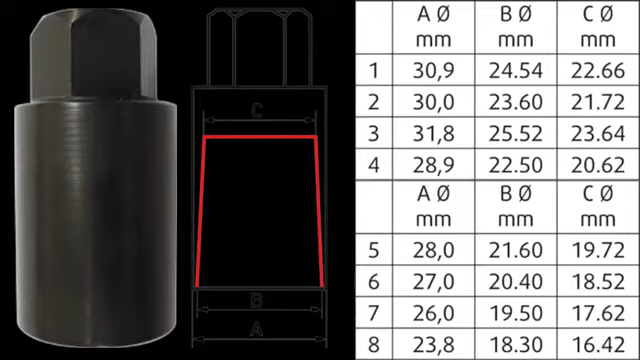 C
B
A
A Ø B Ø C Ø
mm mm mm
1 30,9 24.54 22.66
2 30,0 23.60 21.72
3 31,8 25.52 23.64
4 28,9 22.50 20.62
A Ø B Ø C Ø
mm mm mm
5 28,0 21.60 19.72
6 27,0 20.40 18.52
7 26,0 19.50 17.62
8 23,8 18.30 16.42